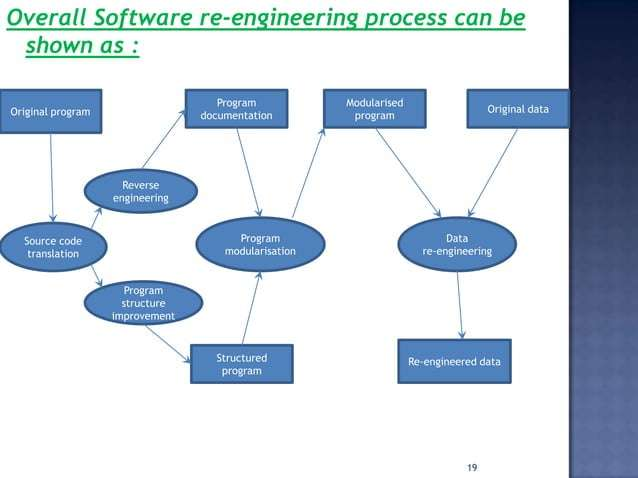 Overall Software re-engineering process can be
shown as :
Original program
Program
documentation
Modularised
program
Original data
Reverse
engineering
Source code
translation
Program
modularisation
Data
re-engineering
Program
structure
improvement
Structured
program
Re-engineered data
19